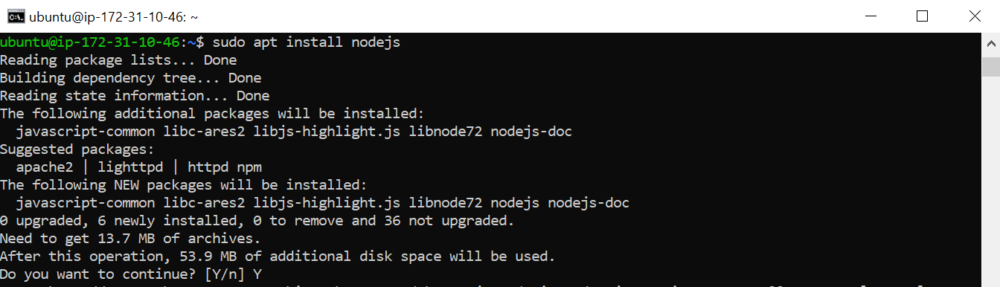 ubuntu@ip-172-31-10-46: ~
ubuntu@ip-172-31-10-46:~$ sudo apt install nodejs
Reading package lists... Done
Building dependency tree... Done
Reading state information... Done
The following additional packages will be installed:
  javascript-common libc-ares2 libjs-highlight.js libnode72 nodejs-doc
Suggested packages:
  apache2 | lighttpd | httpd npm
The following NEW packages will be installed:
  javascript-common libc-ares2 libjs-highlight.js libnode72 nodejs nodejs-doc
0 upgraded, 6 newly installed, 0 to remove and 36 not upgraded.
Need to get 13.7 MB of archives.
After this operation, 53.9 MB of additional disk space will be used.
Do you want to continue? [Y/n] Y